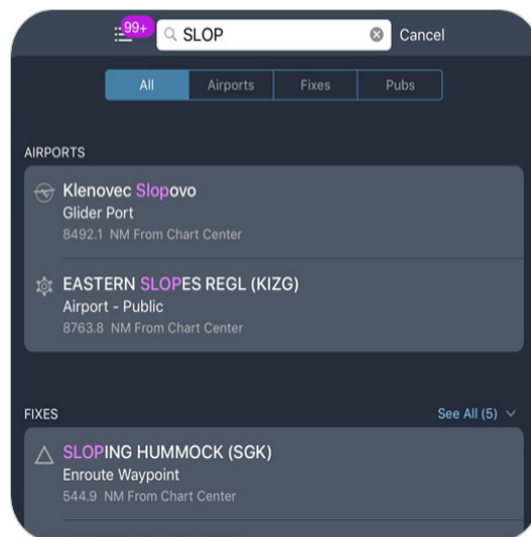 99+
SLOP
Cancel
All
Airports
Fixes
Pubs
AIRPORTS
Klenovec Slopovo
Glider Port
8492.1 NM From Chart Center
EASTERN SLOPES REGL (KIZG)
Airport - Public
8763.8 NM From Chart Center
FIXES
See All (5)
SLOPING HUMMOCK (SGK)
Enroute Waypoint
544.9 NM From Chart Center